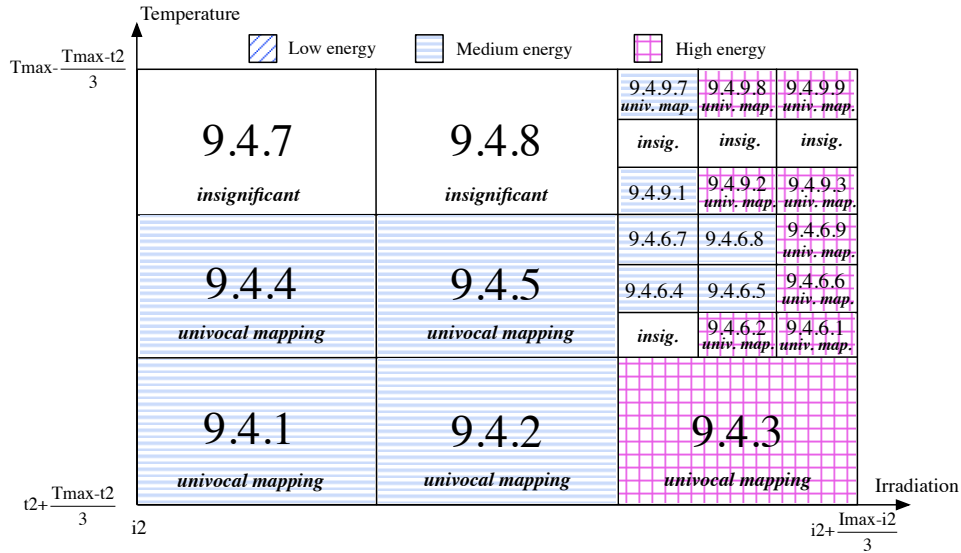 Temperature
Low energy Medium energy High energy
Tmax- Tmax-t2
3
9.4.7
insignificant
9.4.8
insignificant
9.4.9.7 9.4.9.8 9.4.9.9
univ. map. univ. map. univ. map.
insig. insig. insig.
9.4.9.1 9.4.9.2 9.4.9.3
univ. map. univ. map.
9.4.4
univocal mapping
9.4.5
univocal mapping
9.4.6.7 9.4.6.8 9.4.6.9
univ. map.
9.4.6.4 9.4.6.5 9.4.6.6
univ. map.
insig. 9.4.6.2 9.4.6.1
univ. map. univ. map.
9.4.1
univocal mapping
9.4.2
univocal mapping
9.4.3
univocal mapping
t2+ Tmax-t2
3
i2
Irradiation
i2+ Imax-i2
3